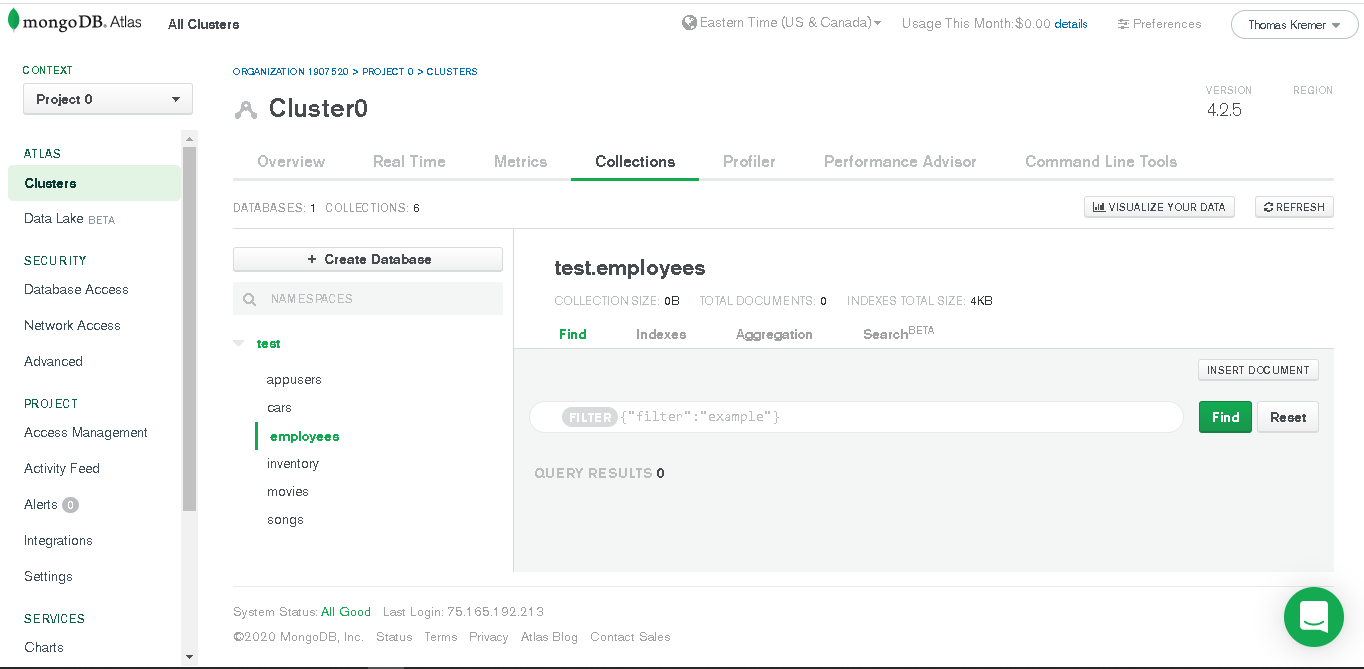 mongoDB. Atlas All Clusters Eastern Time (US & Canada) Usage This Month:$0.00 details Preferences Thomas Kremer
CONTEXT
Project 0
ATLAS
Clusters
Data Lake BETA
SECURITY
Database Access
Network Access
Advanced
PROJECT
Access Management
Activity Feed
Alerts 0
Integrations
Settings
SERVICES
Charts
ORGANIZATION 1907520 > PROJECT 0 > CLUSTERS
Cluster0
VERSION REGION
4.2.5
Overview Real Time Metrics Collections Profiler Performance Advisor Command Line Tools
DATABASES: 1 COLLECTIONS: 6 VISUALIZE YOUR DATA REFRESH
+ Create Database
NAMESPACES
test
appusers
cars
employees
inventory
movies
songs
test.employees
COLLECTION SIZE: 0B TOTAL DOCUMENTS: 0 INDEXES TOTAL SIZE: 4KB
Find Indexes Aggregation Search BETA
INSERT DOCUMENT
FILTER {"filter":"example"} Find Reset
QUERY RESULTS 0
System Status: All Good Last Login: 75.165.192.213
©2020 MongoDB, Inc. Status Terms Privacy Atlas Blog Contact Sales